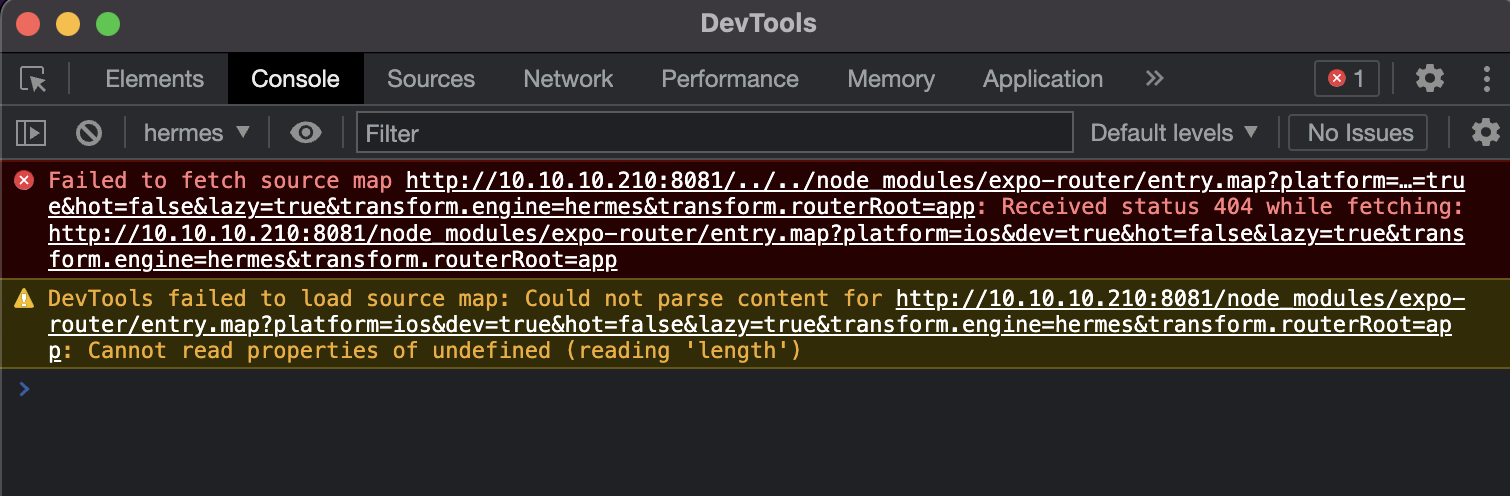 DevTools
Elements Console Sources Network Performance Memory Application » 1
hermes ▼ Filter Default levels ▼ No Issues
Failed to fetch source map http://10.10.10.210:8081/../../node_modules/expo-router/entry.map?platform=…=tru
e&hot=false&lazy=true&transform.engine=hermes&transform.routerRoot=app: Received status 404 while fetching:
http://10.10.10.210:8081/node_modules/expo-router/entry.map?platform=ios&dev=true&hot=false&lazy=true&trans
form.engine=hermes&transform.routerRoot=app
DevTools failed to load source map: Could not parse content for http://10.10.10.210:8081/node_modules/expo-
router/entry.map?platform=ios&dev=true&hot=false&lazy=true&transform.engine=hermes&transform.routerRoot=ap
p: Cannot read properties of undefined (reading 'length')